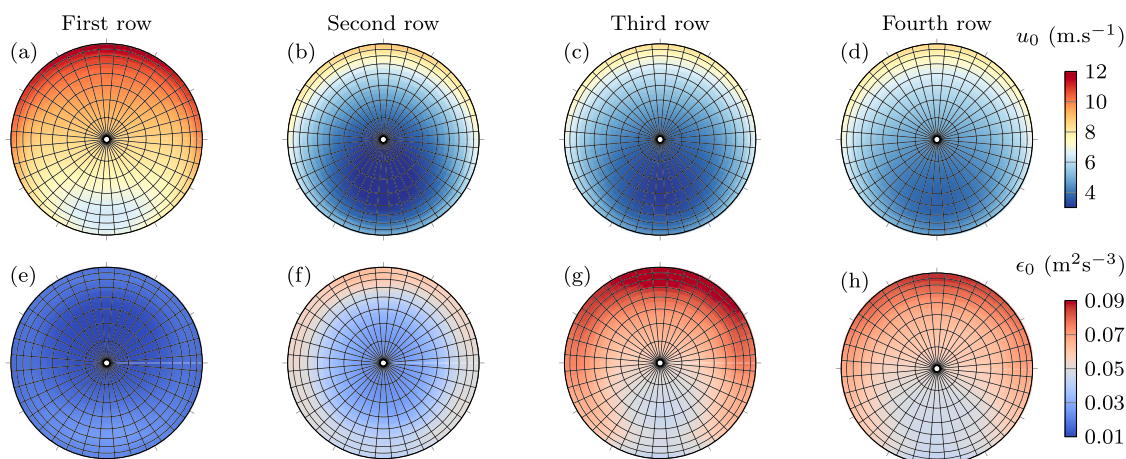 First row
Second row
Third row
Fourth row
(a)
(b)
(c)
(d)
u₀ (m.s⁻¹)
12
10
8
6
4
(e)
(f)
(g)
(h)
ϵ₀ (m²s⁻³)
0.09
0.07
0.05
0.03
0.01